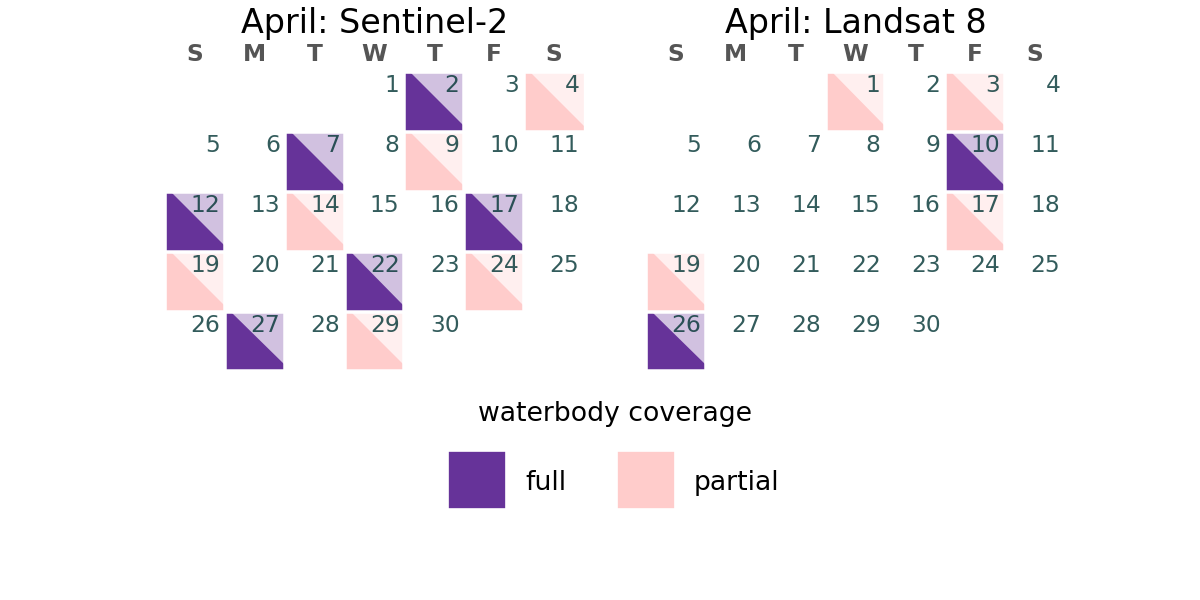 April: Sentinel-2
S M T W T F S
1 2 3 4
5 6 7 8 9 10 11
12 13 14 15 16 17 18
19 20 21 22 23 24 25
26 27 28 29 30
April: Landsat 8
S M T W T F S
1 2 3 4
5 6 7 8 9 10 11
12 13 14 15 16 17 18
19 20 21 22 23 24 25
26 27 28 29 30
waterbody coverage
full partial